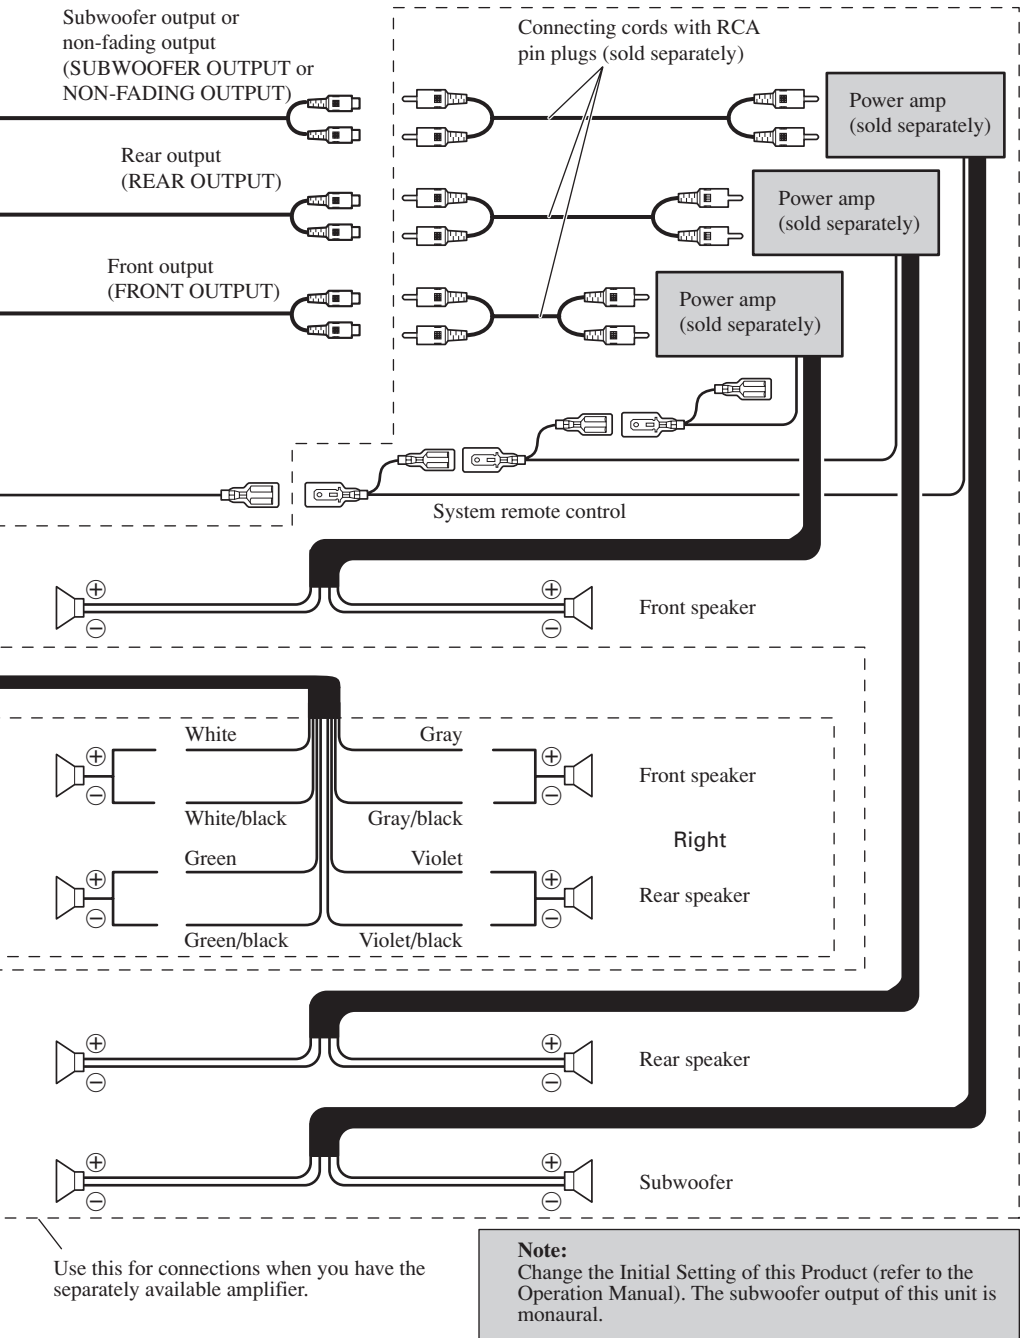 Subwoofer output or
non-fading output
(SUBWOOFER OUTPUT or
NON-FADING OUTPUT)
Connecting cords with RCA
pin plugs (sold separately)
Power amp
(sold separately)
Rear output
(REAR OUTPUT)
Power amp
(sold separately)
Front output
(FRONT OUTPUT)
Power amp
(sold separately)
System remote control
⊕ ⊕
Front speaker
⊖ ⊖
White Gray
⊕ ⊕
Front speaker
⊖ ⊖
White/black Gray/black
Right
Green Violet
⊕ ⊕
Rear speaker
⊖ ⊖
Green/black Violet/black
⊕ ⊕
Rear speaker
⊖ ⊖
⊕ ⊕
Subwoofer
⊖ ⊖
Use this for connections when you have the
separately available amplifier.
Note:
Change the Initial Setting of this Product (refer to the
Operation Manual). The subwoofer output of this unit is
monaural.